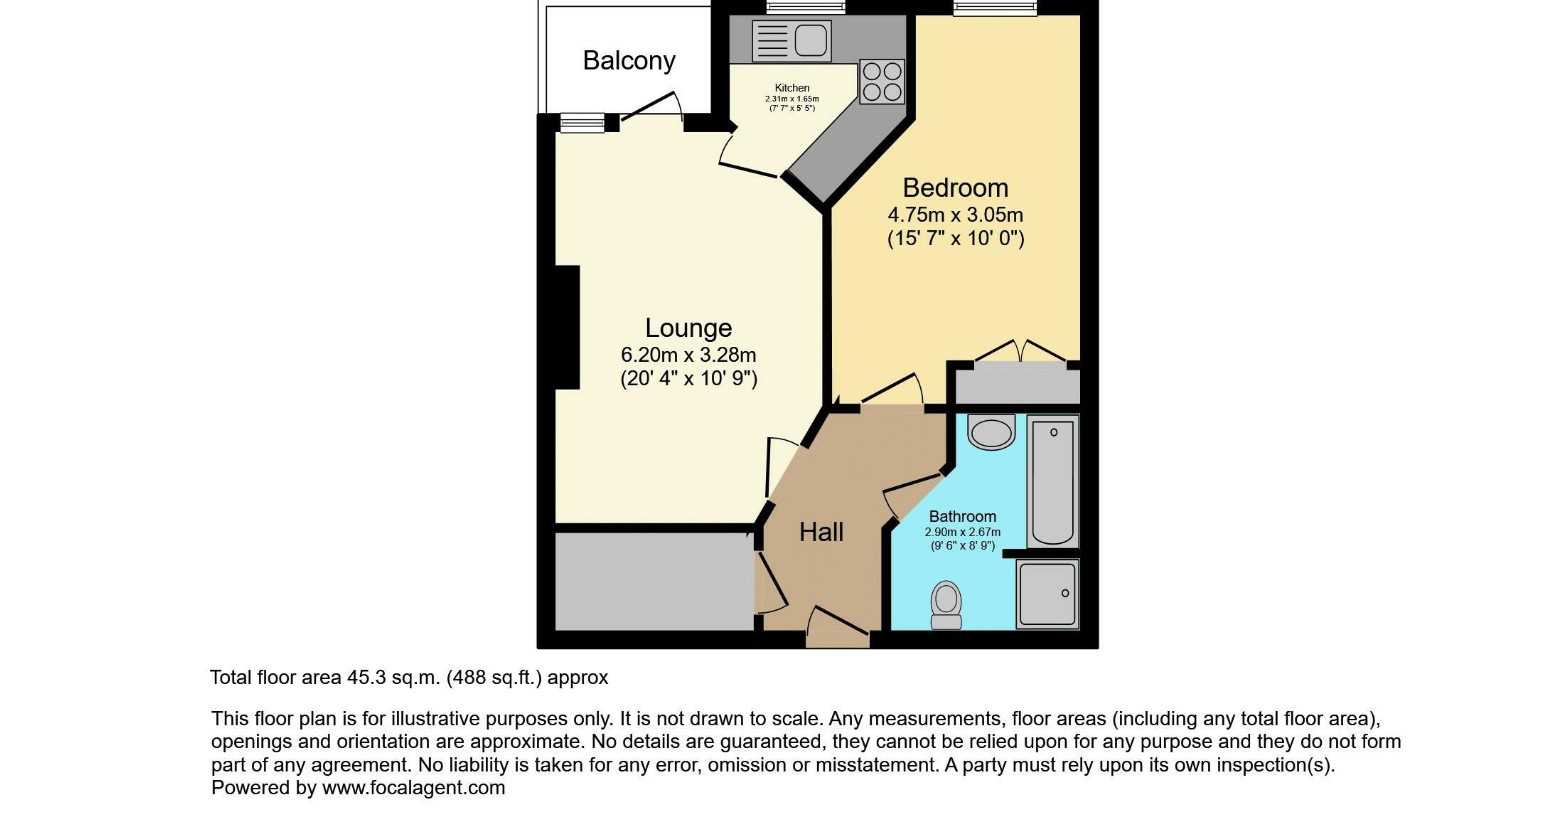 Balcony
Kitchen
2.31m x 1.65m
(7' 7" x 5' 5")
Bedroom
4.75m x 3.05m
(15' 7" x 10' 0")
Lounge
6.20m x 3.28m
(20' 4" x 10' 9")
Hall
Bathroom
2.90m x 2.67m
(9' 6" x 8' 9")
Total floor area 45.3 sq.m. (488 sq.ft.) approx
This floor plan is for illustrative purposes only. It is not drawn to scale. Any measurements, floor areas (including any total floor area),
openings and orientation are approximate. No details are guaranteed, they cannot be relied upon for any purpose and they do not form
part of any agreement. No liability is taken for any error, omission or misstatement. A party must rely upon its own inspection(s).
Powered by www.focalagent.com